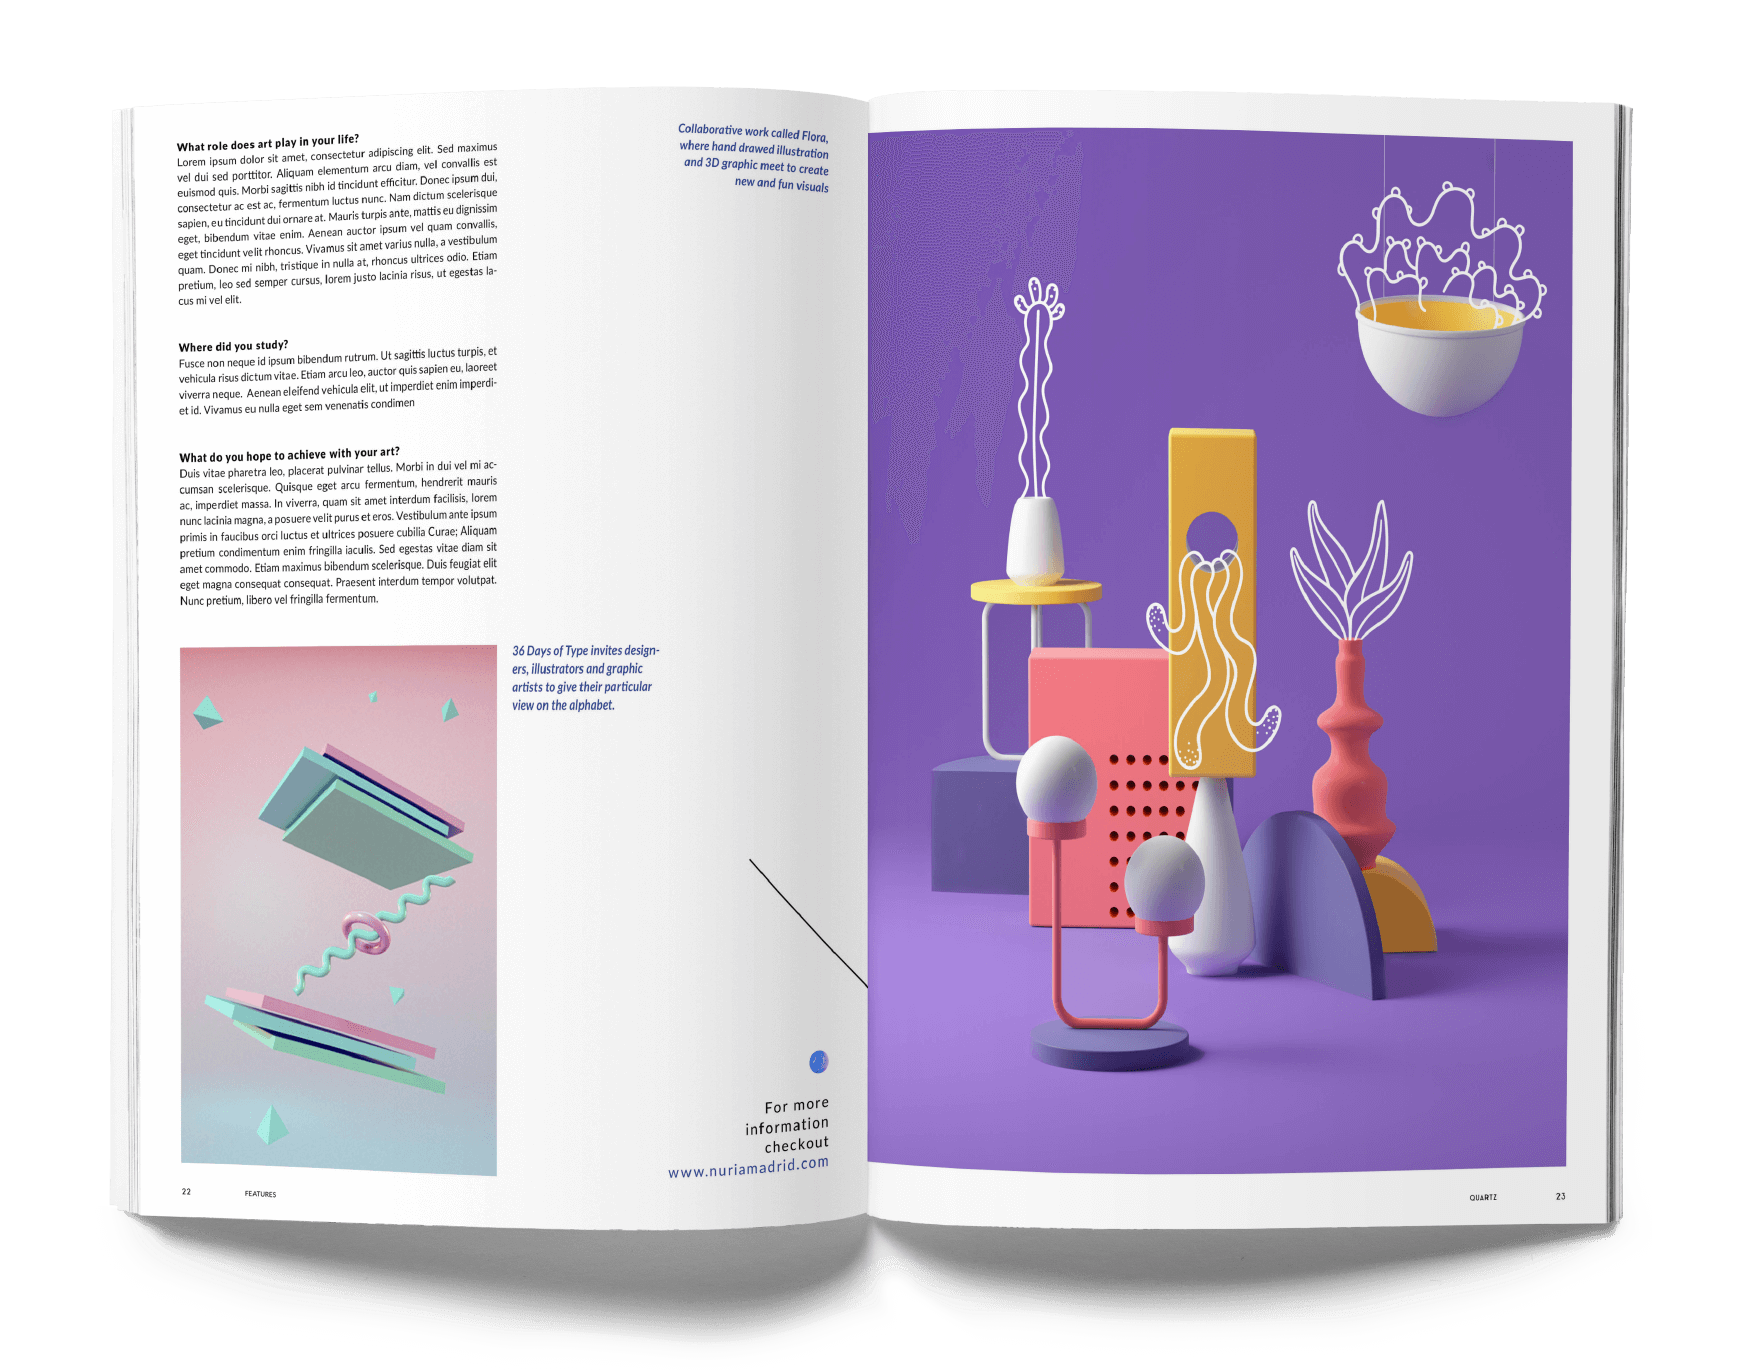 What role does art play in your life?
Lorem ipsum dolor sit amet, consectetur adipiscing elit. Sed maximus
vel dui sed porttitor. Aliquam elementum arcu diam, vel convallis est
euismod quis. Morbi sagittis nibh id tincidunt efficitur. Donec ipsum dui,
consectetur ac est ac, fermentum luctus nunc. Nam dictum scelerisque
sapien, eu tincidunt dui ornare at. Mauris turpis ante, mattis eu dignissim
eget, bibendum vitae enim. Aenean auctor ipsum vel quam convallis,
eget tincidunt velit rhoncus. Vivamus sit amet varius nulla, a vestibulum
quam. Donec mi nibh, tristique in nulla at, rhoncus ultrices odio. Etiam
pretium, leo sed semper cursus, lorem justo lacinia risus, ut egestas la-
cus mi vel elit.
Where did you study?
Fusce non neque id ipsum bibendum rutrum. Ut sagittis luctus turpis, et
vehicula risus dictum vitae. Etiam arcu leo, auctor quis sapien eu, laoreet
viverra neque. Aenean eleifend vehicula elit, ut imperdiet enim imperdi-
et id. Vivamus eu nulla eget sem venenatis condimen
What do you hope to achieve with your art?
Duis vitae pharetra leo, placerat pulvinar tellus. Morbi in dui vel mi ac-
cumsan scelerisque. Quisque eget arcu fermentum, hendrerit mauris
ac, imperdiet massa. In viverra, quam sit amet interdum facilisis, lorem
nunc lacinia magna, a posuere velit purus et eros. Vestibulum ante ipsum
primis in faucibus orci luctus et ultrices posuere cubilia Curae; Aliquam
pretium condimentum enim fringilla iaculis. Sed egestas vitae diam sit
amet commodo. Etiam maximus bibendum scelerisque. Duis feugiat elit
eget magna consequat consequat. Praesent interdum tempor volutpat.
Nunc pretium, libero vel fringilla fermentum.
36 Days of Type invites design-
ers, illustrators and graphic
artists to give their particular
view on the alphabet.
Collaborative work called Flora,
where hand drawed illustration
and 3D graphic meet to create
new and fun visuals
For more
information
checkout
www.nuriamadrid.com
22
FEATURES
QUARTZ
23